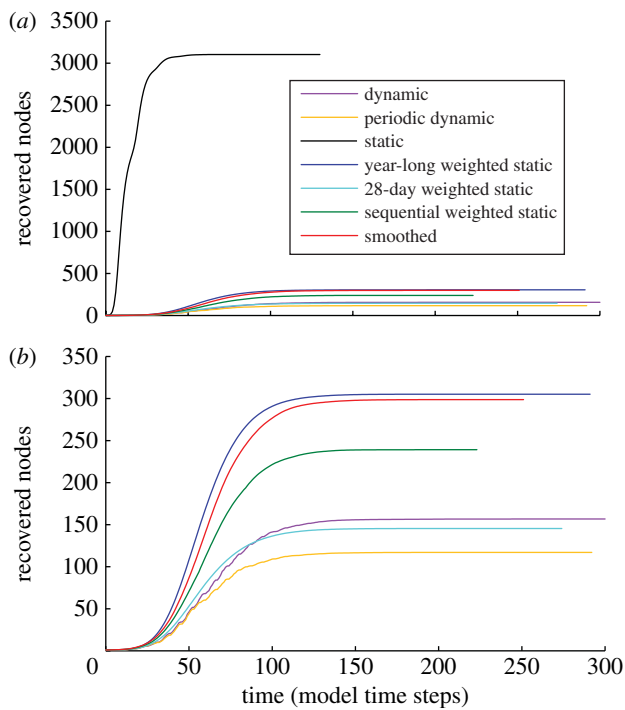 (a)
3500
3000
2500
2000
1500
1000
500
0
recovered nodes
dynamic
periodic dynamic
static
year-long weighted static
28-day weighted static
sequential weighted static
smoothed
(b)
350
300
250
200
150
100
50
recovered nodes
0 50 100 150 200 250 300
time (model time steps)